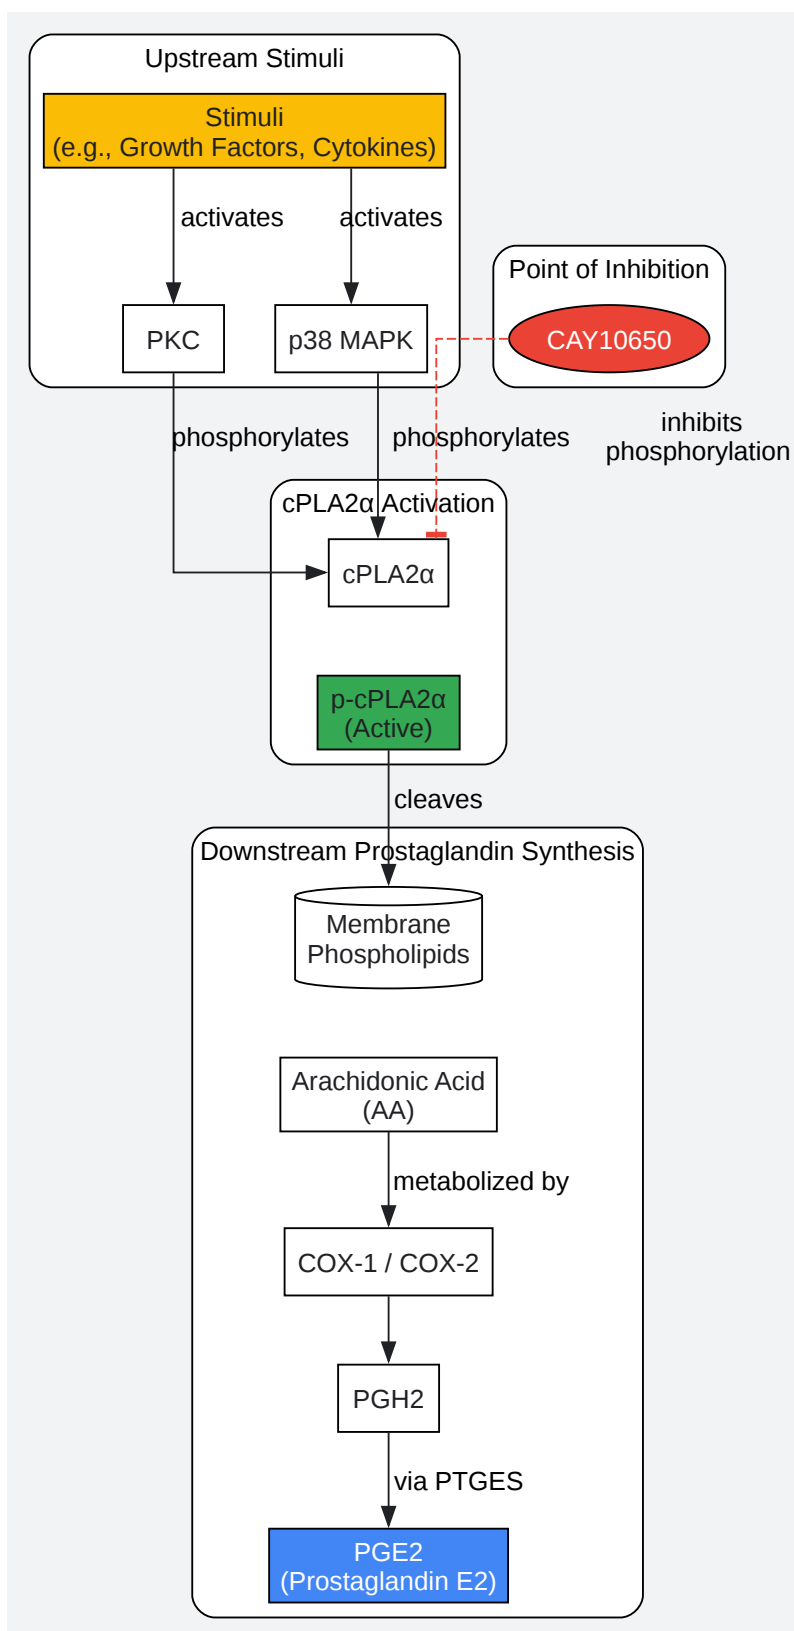 Upstream Stimuli
Stimuli
(e.g., Growth Factors, Cytokines)
activates
activates
Point of Inhibition
PKC
p38 MAPK
CAY10650
phosphorylates
phosphorylates
inhibits
phosphorylation
cPLA2α Activation
cPLA2α
p-cPLA2α
(Active)
cleaves
Downstream Prostaglandin Synthesis
Membrane
Phospholipids
Arachidonic Acid
(AA)
metabolized by
COX-1 / COX-2
PGH2
via PTGES
PGE2
(Prostaglandin E2)